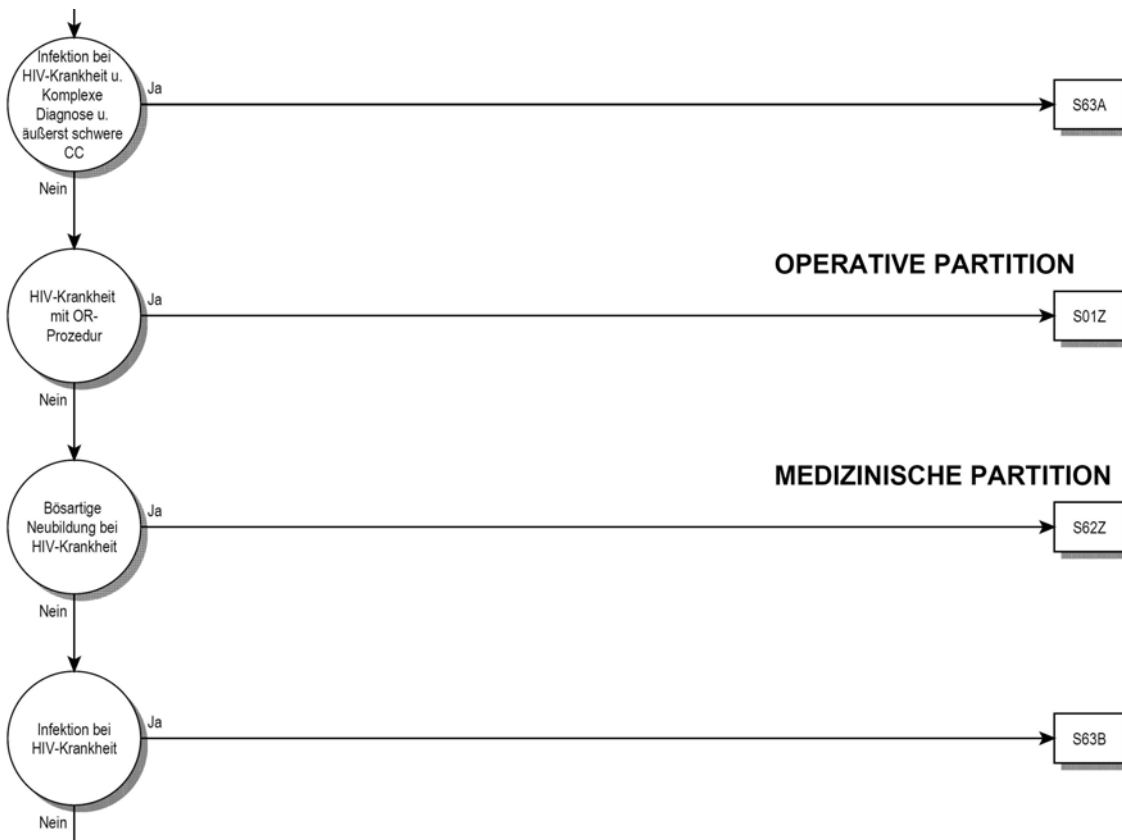 Infektion bei
HIV-Krankheit u.
Komplexe
Diagnose u.
äußerst schwere
CC
Ja
S63A
Nein
OPERATIVE PARTITION
HIV-Krankheit
mit OR-
Prozedur
Ja
S01Z
Nein
MEDIZINISCHE PARTITION
Bösartige
Neubildung bei
HIV-Krankheit
Ja
S62Z
Nein
Infektion bei
HIV-Krankheit
Ja
S63B
Nein